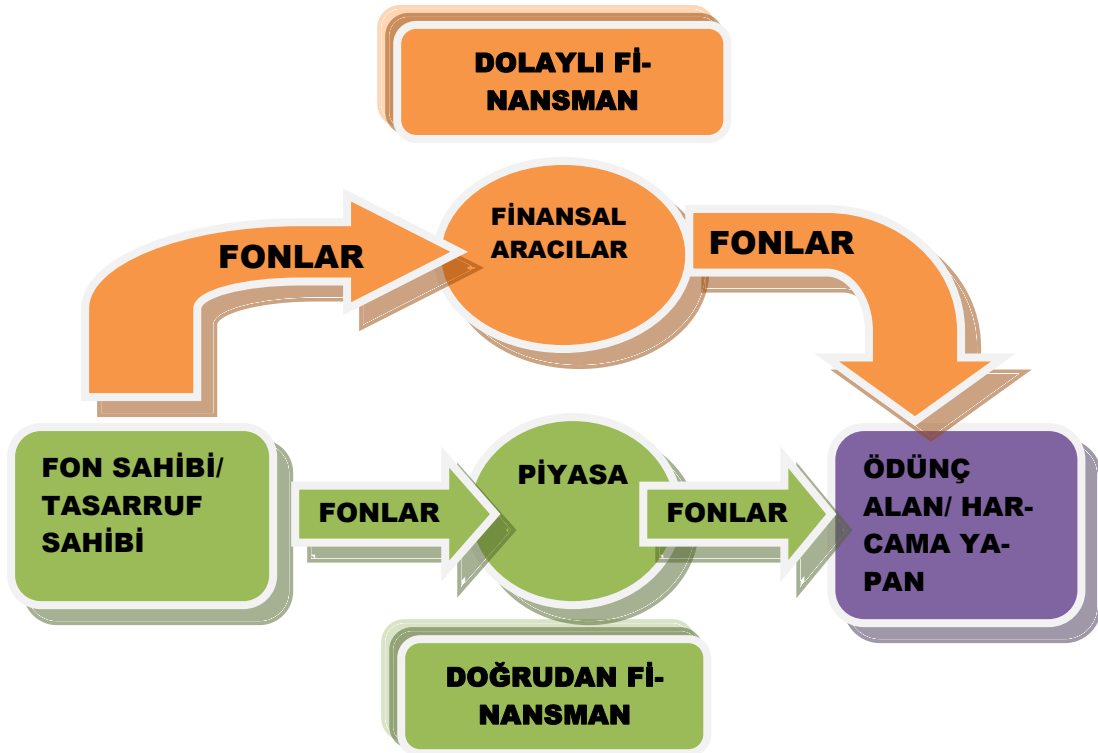 DOLAYLI Fİ-
NANSMAN
FİNANSAL
ARACILAR
FONLAR
FONLAR
FON SAHİBİ/
TASARRUF
SAHİBİ
FONLAR
PİYASA
FONLAR
ÖDÜNÇ
ALAN/ HAR-
CAMA YA-
PAN
DOĞRUDAN Fİ-
NANSMAN